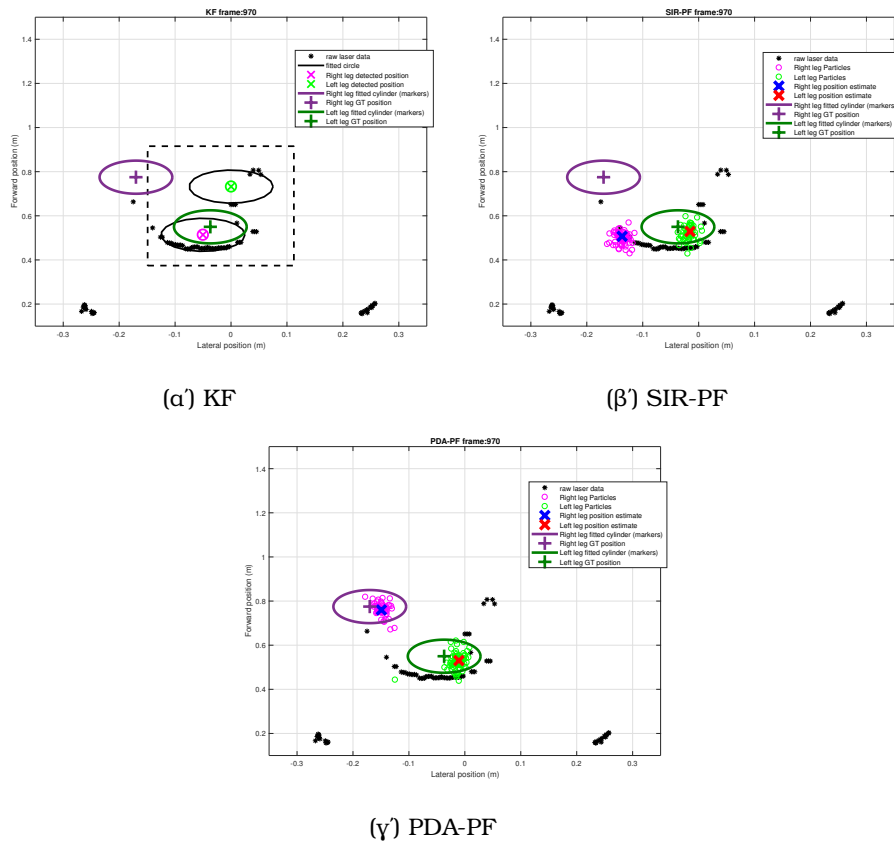 KF frame:970
1.4
1.2
1
0.8
0.6
0.4
0.2
Forward position (m)
-0.3
-0.2
-0.1
0
0.1
0.2
0.3
Lateral position (m)
raw laser data
fitted circle
Right leg detected position
Left leg detected position
Right leg fitted cylinder (markers)
Right leg GT position
Left leg fitted cylinder (markers)
Left leg GT position
(α′) KF
SIR-PF frame:970
1.4
1.2
1
0.8
0.6
0.4
0.2
Forward position (m)
-0.3
-0.2
-0.1
0
0.1
0.2
0.3
Lateral position (m)
raw laser data
Right leg Particles
Left leg Particles
Right leg position estimate
Left leg position estimate
Right leg fitted cylinder (markers)
Right leg GT position
Left leg fitted cylinder (markers)
Left leg GT position
(β′) SIR-PF
PDA-PF frame:970
1.4
1.2
1
0.8
0.6
0.4
0.2
Forward position (m)
-0.3
-0.2
-0.1
0
0.1
0.2
0.3
Lateral position (m)
raw laser data
Right leg Particles
Left leg Particles
Right leg position estimate
Left leg position estimate
Right leg fitted cylinder (markers)
Right leg GT position
Left leg fitted cylinder (markers)
Left leg GT position
(γ′) PDA-PF